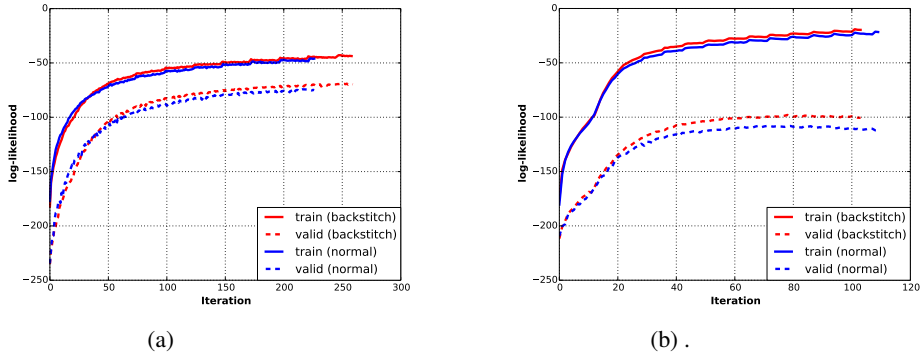 0
−50
−100
−150
−200
−250
log-likelihood
train (backstitch)
valid (backstitch)
train (normal)
valid (normal)
0 50 100 150 200 250 300
Iteration
(a)
0
−50
−100
−150
−200
−250
log-likelihood
train (backstitch)
valid (backstitch)
train (normal)
valid (normal)
0 20 40 60 80 100 120
Iteration
(b) .